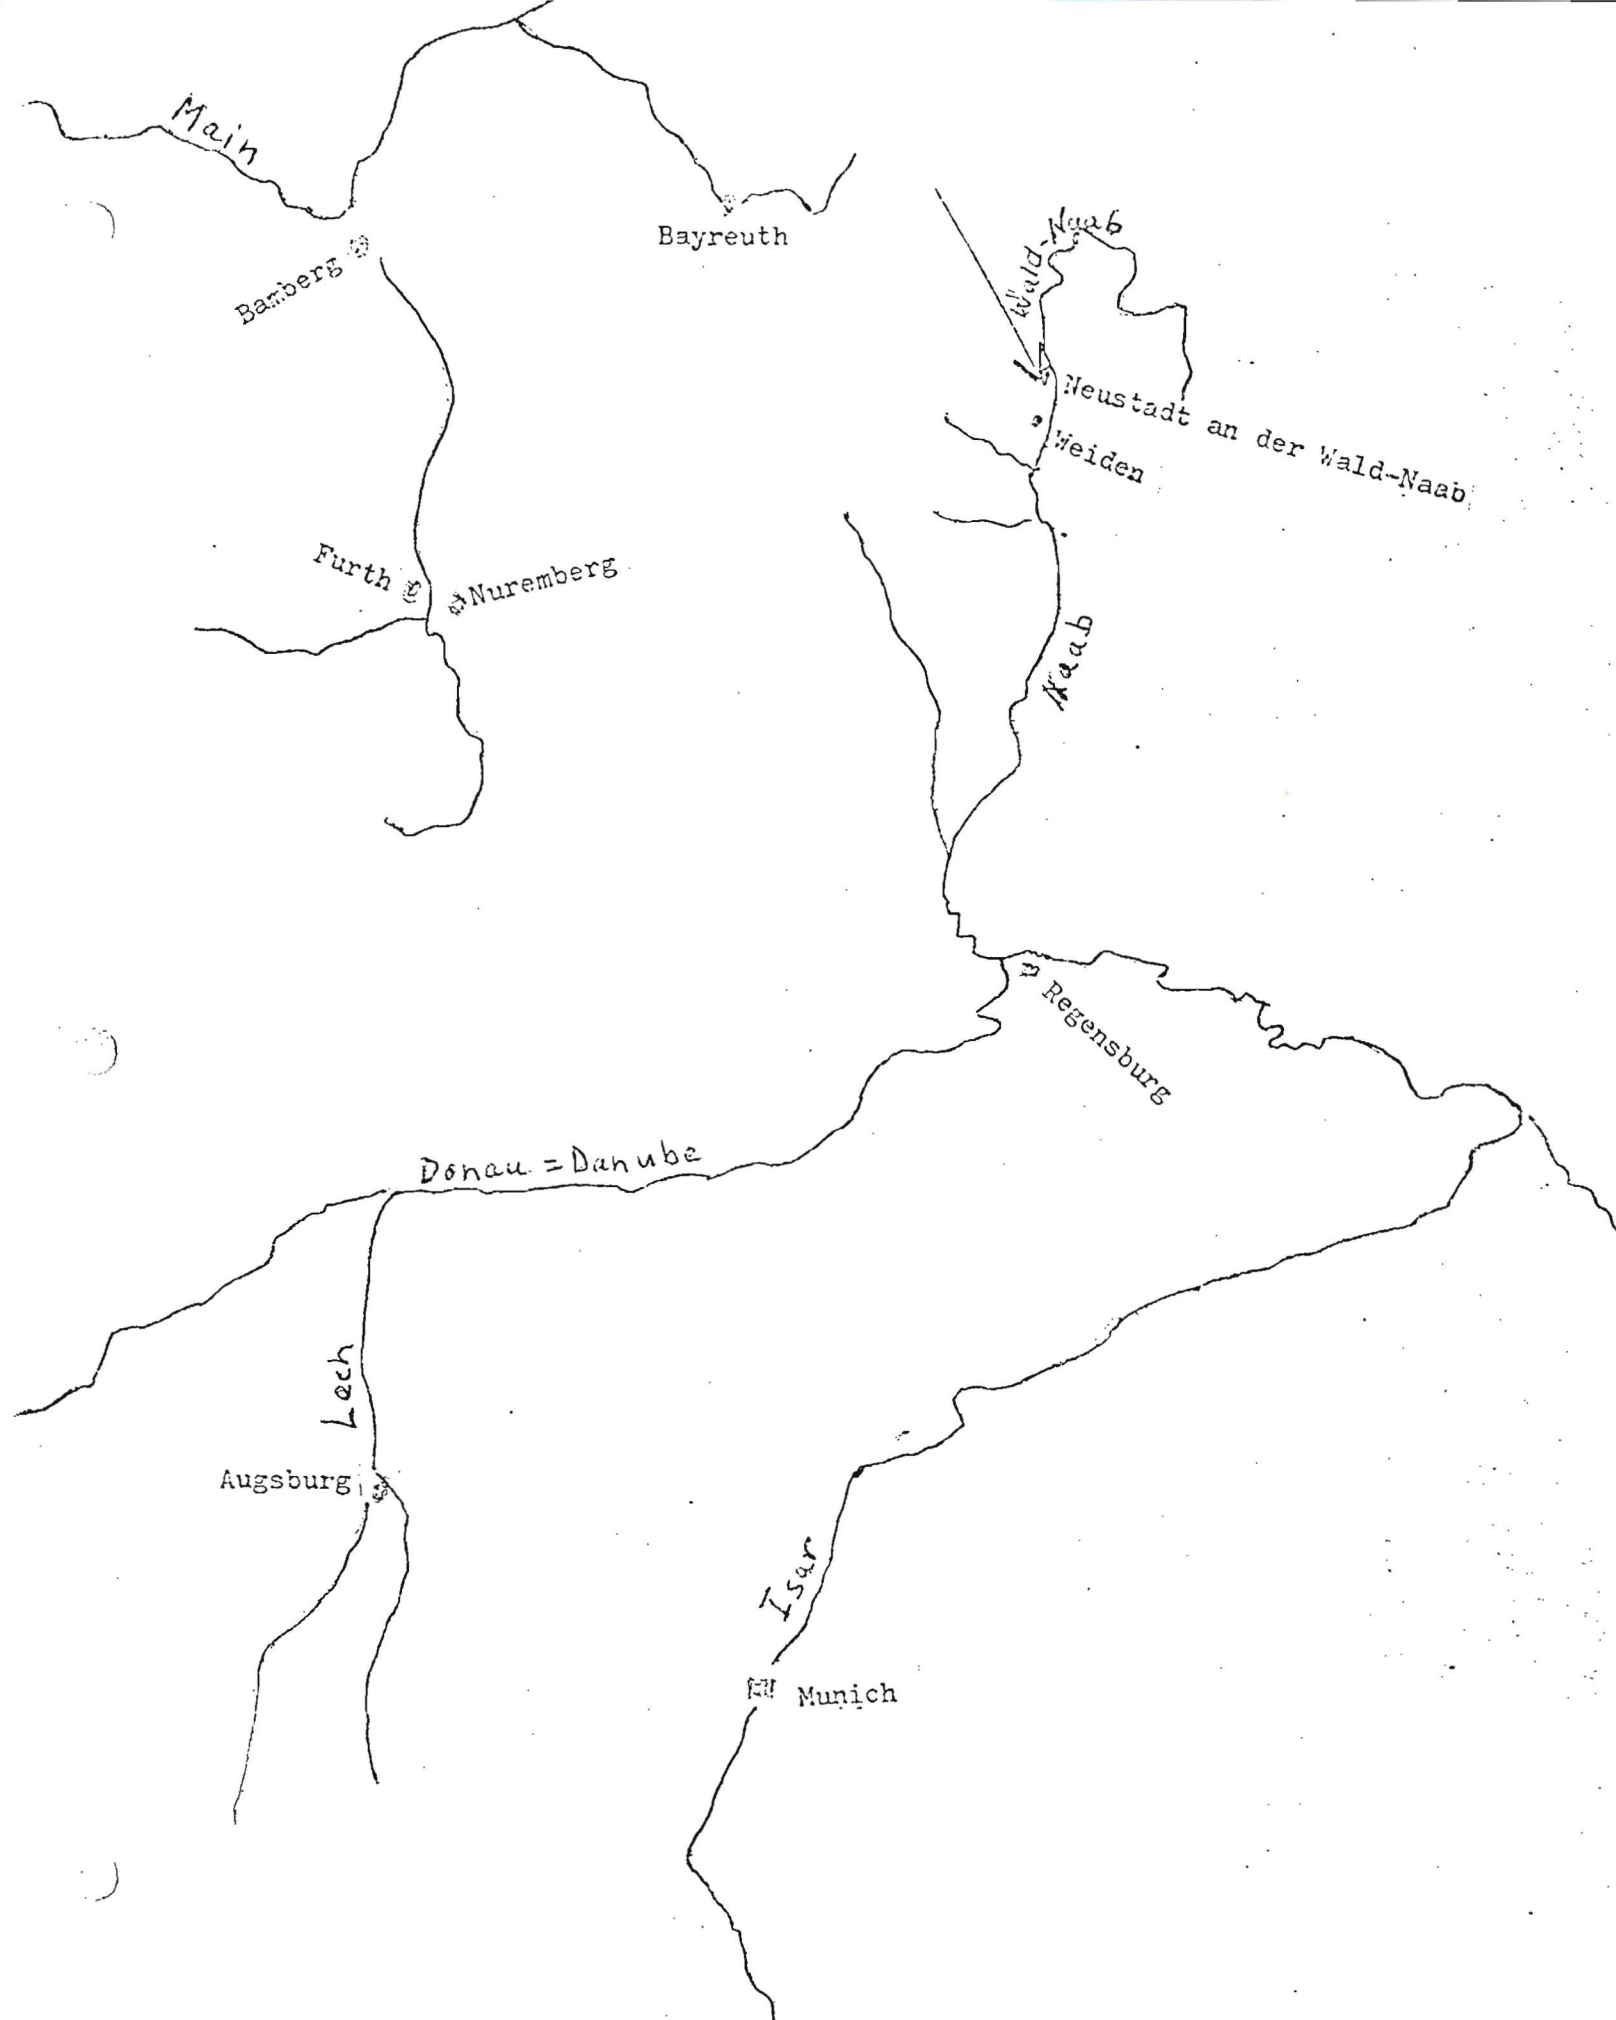 Main
Wald-Naab
Bayreuth
Bamberg
Neustadt an der Wald-Naab
Weiden
Furth
Nuremberg
Naab
Regensburg
Donau = Danube
Lech
Augsburg
Isar
Munich